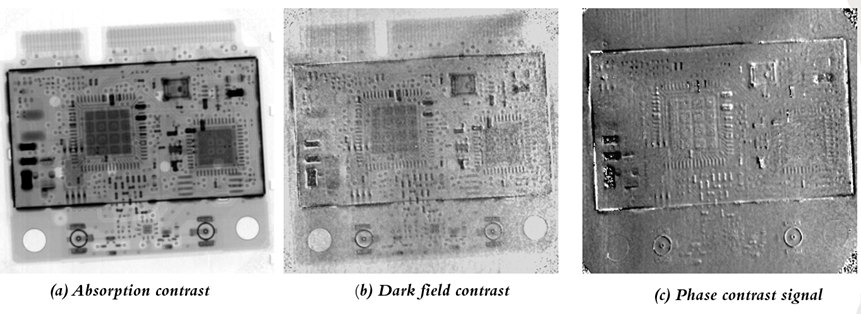 (a) Absorption contrast
(b) Dark field contrast
(c) Phase contrast signal